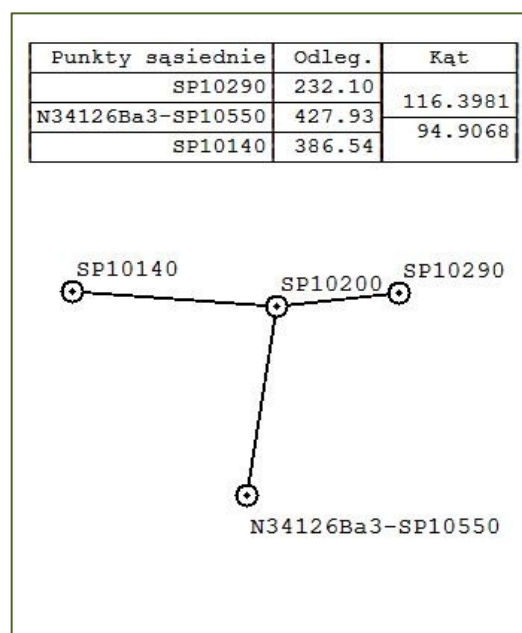 Punkty sąsiednie Odleg. Kąt
SP10290 232.10
116.3981
N34126Ba3-SP10550 427.93
94.9068
SP10140 386.54
SP10140
SP10200
SP10290
N34126Ba3-SP10550